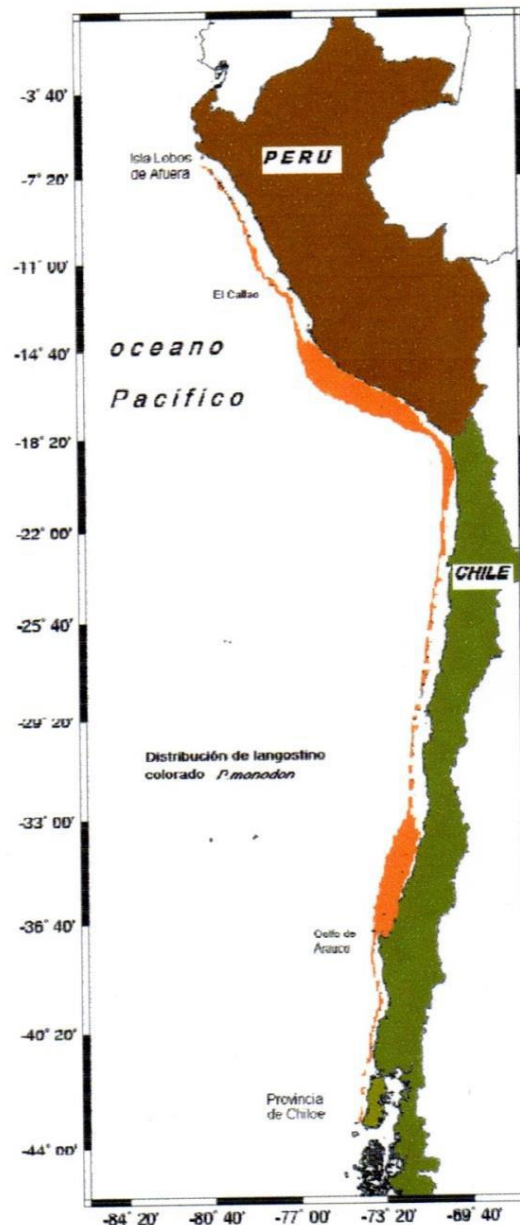 -3° 40'
Isla Lobos
de Afuera
PERU
-7° 20'
-11° 00'
El Callao
-14° 40'
oceano
Pacífico
-18° 20'
-22° 00'
CHILE
-25° 40'
-29° 20'
Distribución de langostino
colorado P.monodon
-33° 00'
-36° 40'
Golfo de
Arauco
-40° 20'
Provincia
de Chiloe
-44° 00'
-84° 20' -80° 40' -77° 00' -73° 20' -69° 40'